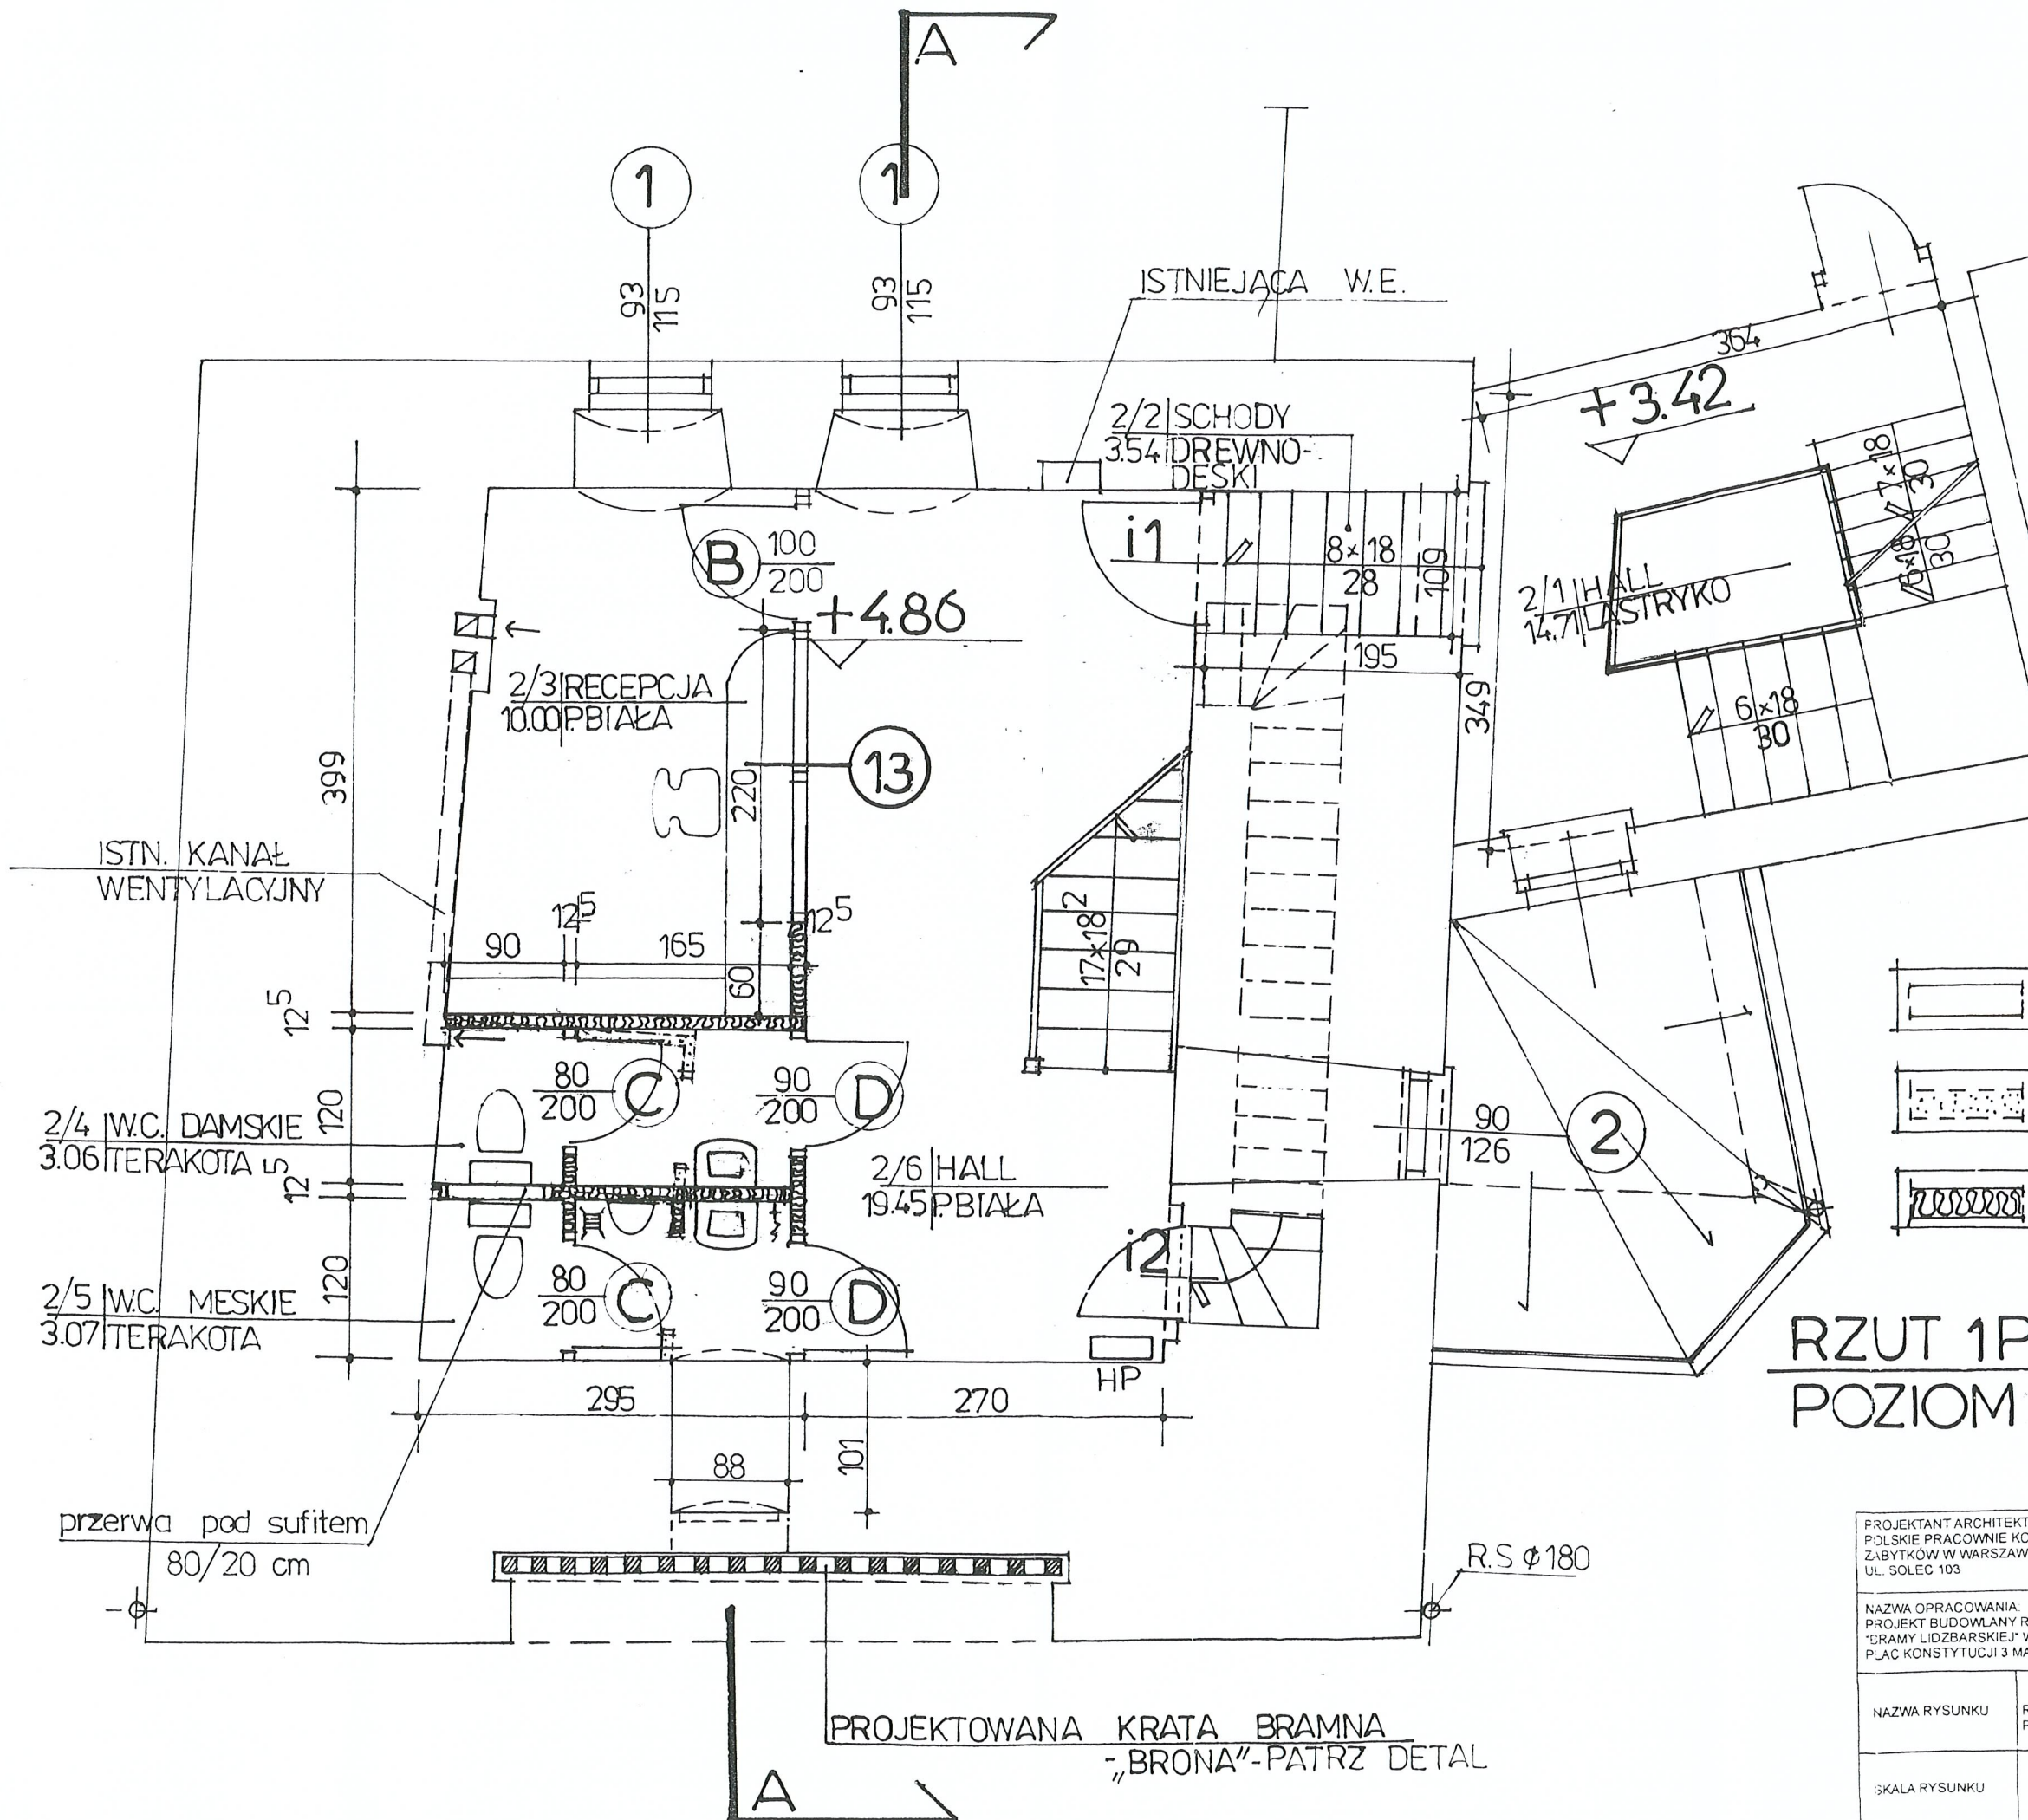 A
1
1
93
115
93
115
ISTNIEJĄCA W.E.
364
+3.42
2/2 SCHODY
3.54 DREWNO-
DESKI
7×18
30
6×18
30
i1
B
100
200
8×18
28
109
+4.86
2/1 HALL
14.71 LASTRYKO
195
2/3 RECEPCJA
10.00 P.BIAŁA
349
6×18
30
399
13
220
ISTN. KANAŁ
WENTYLACYJNY
12⁵
12⁵
90
165
60
17×18²
29
12⁵
80
200
C
90
200
D
120
2/4 W.C. DAMSKIE
3.06 TERAKOTA
90
126
2
12⁵
2/6 HALL
19.45 P.BIAŁA
i2
120
2/5 W.C. MESKIE
3.07 TERAKOTA
80
200
C
90
200
D
RZUT 1P
POZIOM
HP
295
270
88
101
przerwa pod sufitem
80/20 cm
R.S ⌀180
PROJEKTOWANA KRATA BRAMNA
-„BRONA"-PATRZ DETAL
A
PROJEKTANT ARCHITEKT
POLSKIE PRACOWNIE KO
ZABYTKÓW W WARSZAW
UL. SOLEC 103
NAZWA OPRACOWANIA:
PROJEKT BUDOWLANY R
"BRAMY LIDZBARSKIEJ" W
PLAC KONSTYTUCJI 3 MA
NAZWA RYSUNKU
R
P
SKALA RYSUNKU